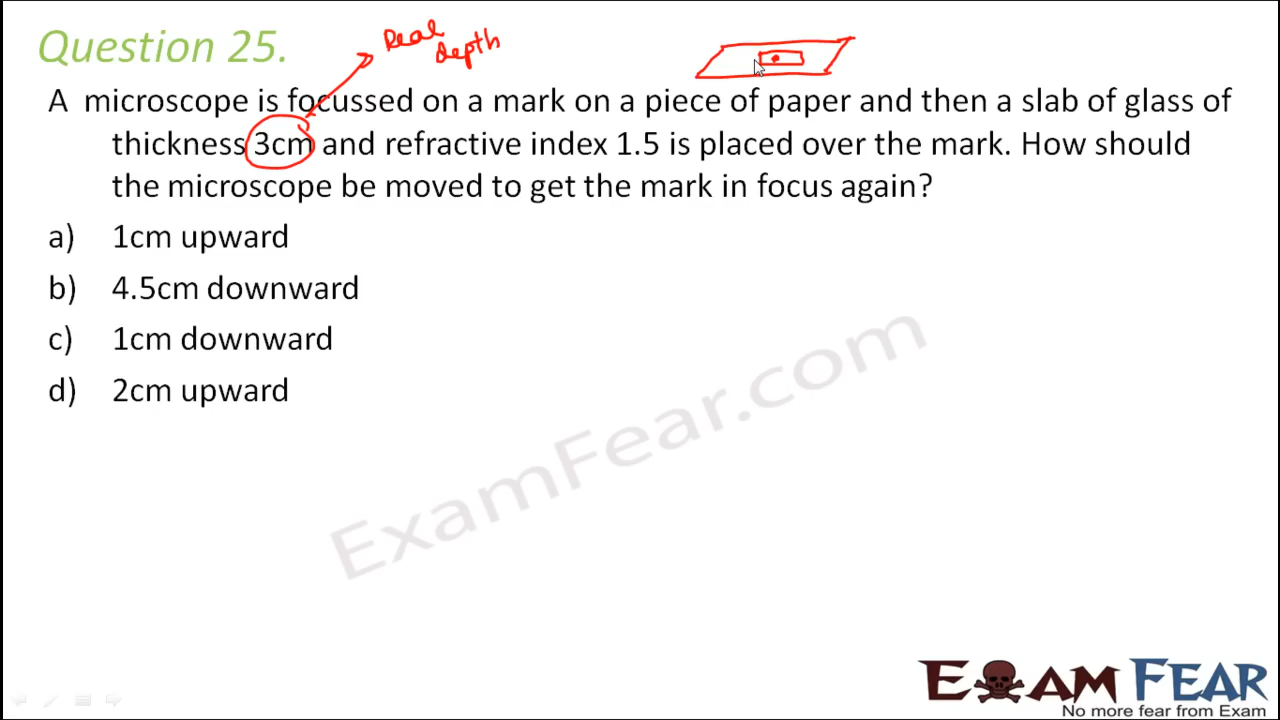 Question 25.
Real
depth
A microscope is focussed on a mark on a piece of paper and then a slab of glass of
thickness 3cm and refractive index 1.5 is placed over the mark. How should
the microscope be moved to get the mark in focus again?
a) 1cm upward
b) 4.5cm downward
c) 1cm downward
d) 2cm upward
ExamFear.com
EXAM FEAR
No more fear from Exam